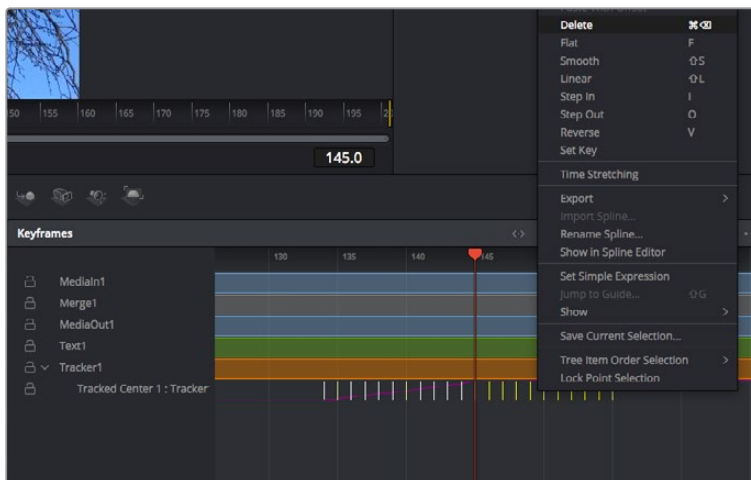 Delete ⌘⌫
Flat F
Smooth ⇧S
Linear ⇧L
Step In I
Step Out O
Reverse V
Set Key
Time Stretching
Export >
Import Spline...
Rename Spline...
Show in Spline Editor
Set Simple Expression
Jump to Guide... ⇧G
Show >
Save Current Selection...
Tree Item Order Selection >
Lock Point Selection
50 155 160 165 170 175 180 185 190 195
145.0
Keyframes
130 135 140 145
MediaIn1
Merge1
MediaOut1
Text1
Tracker1
Tracked Center 1 : Tracker